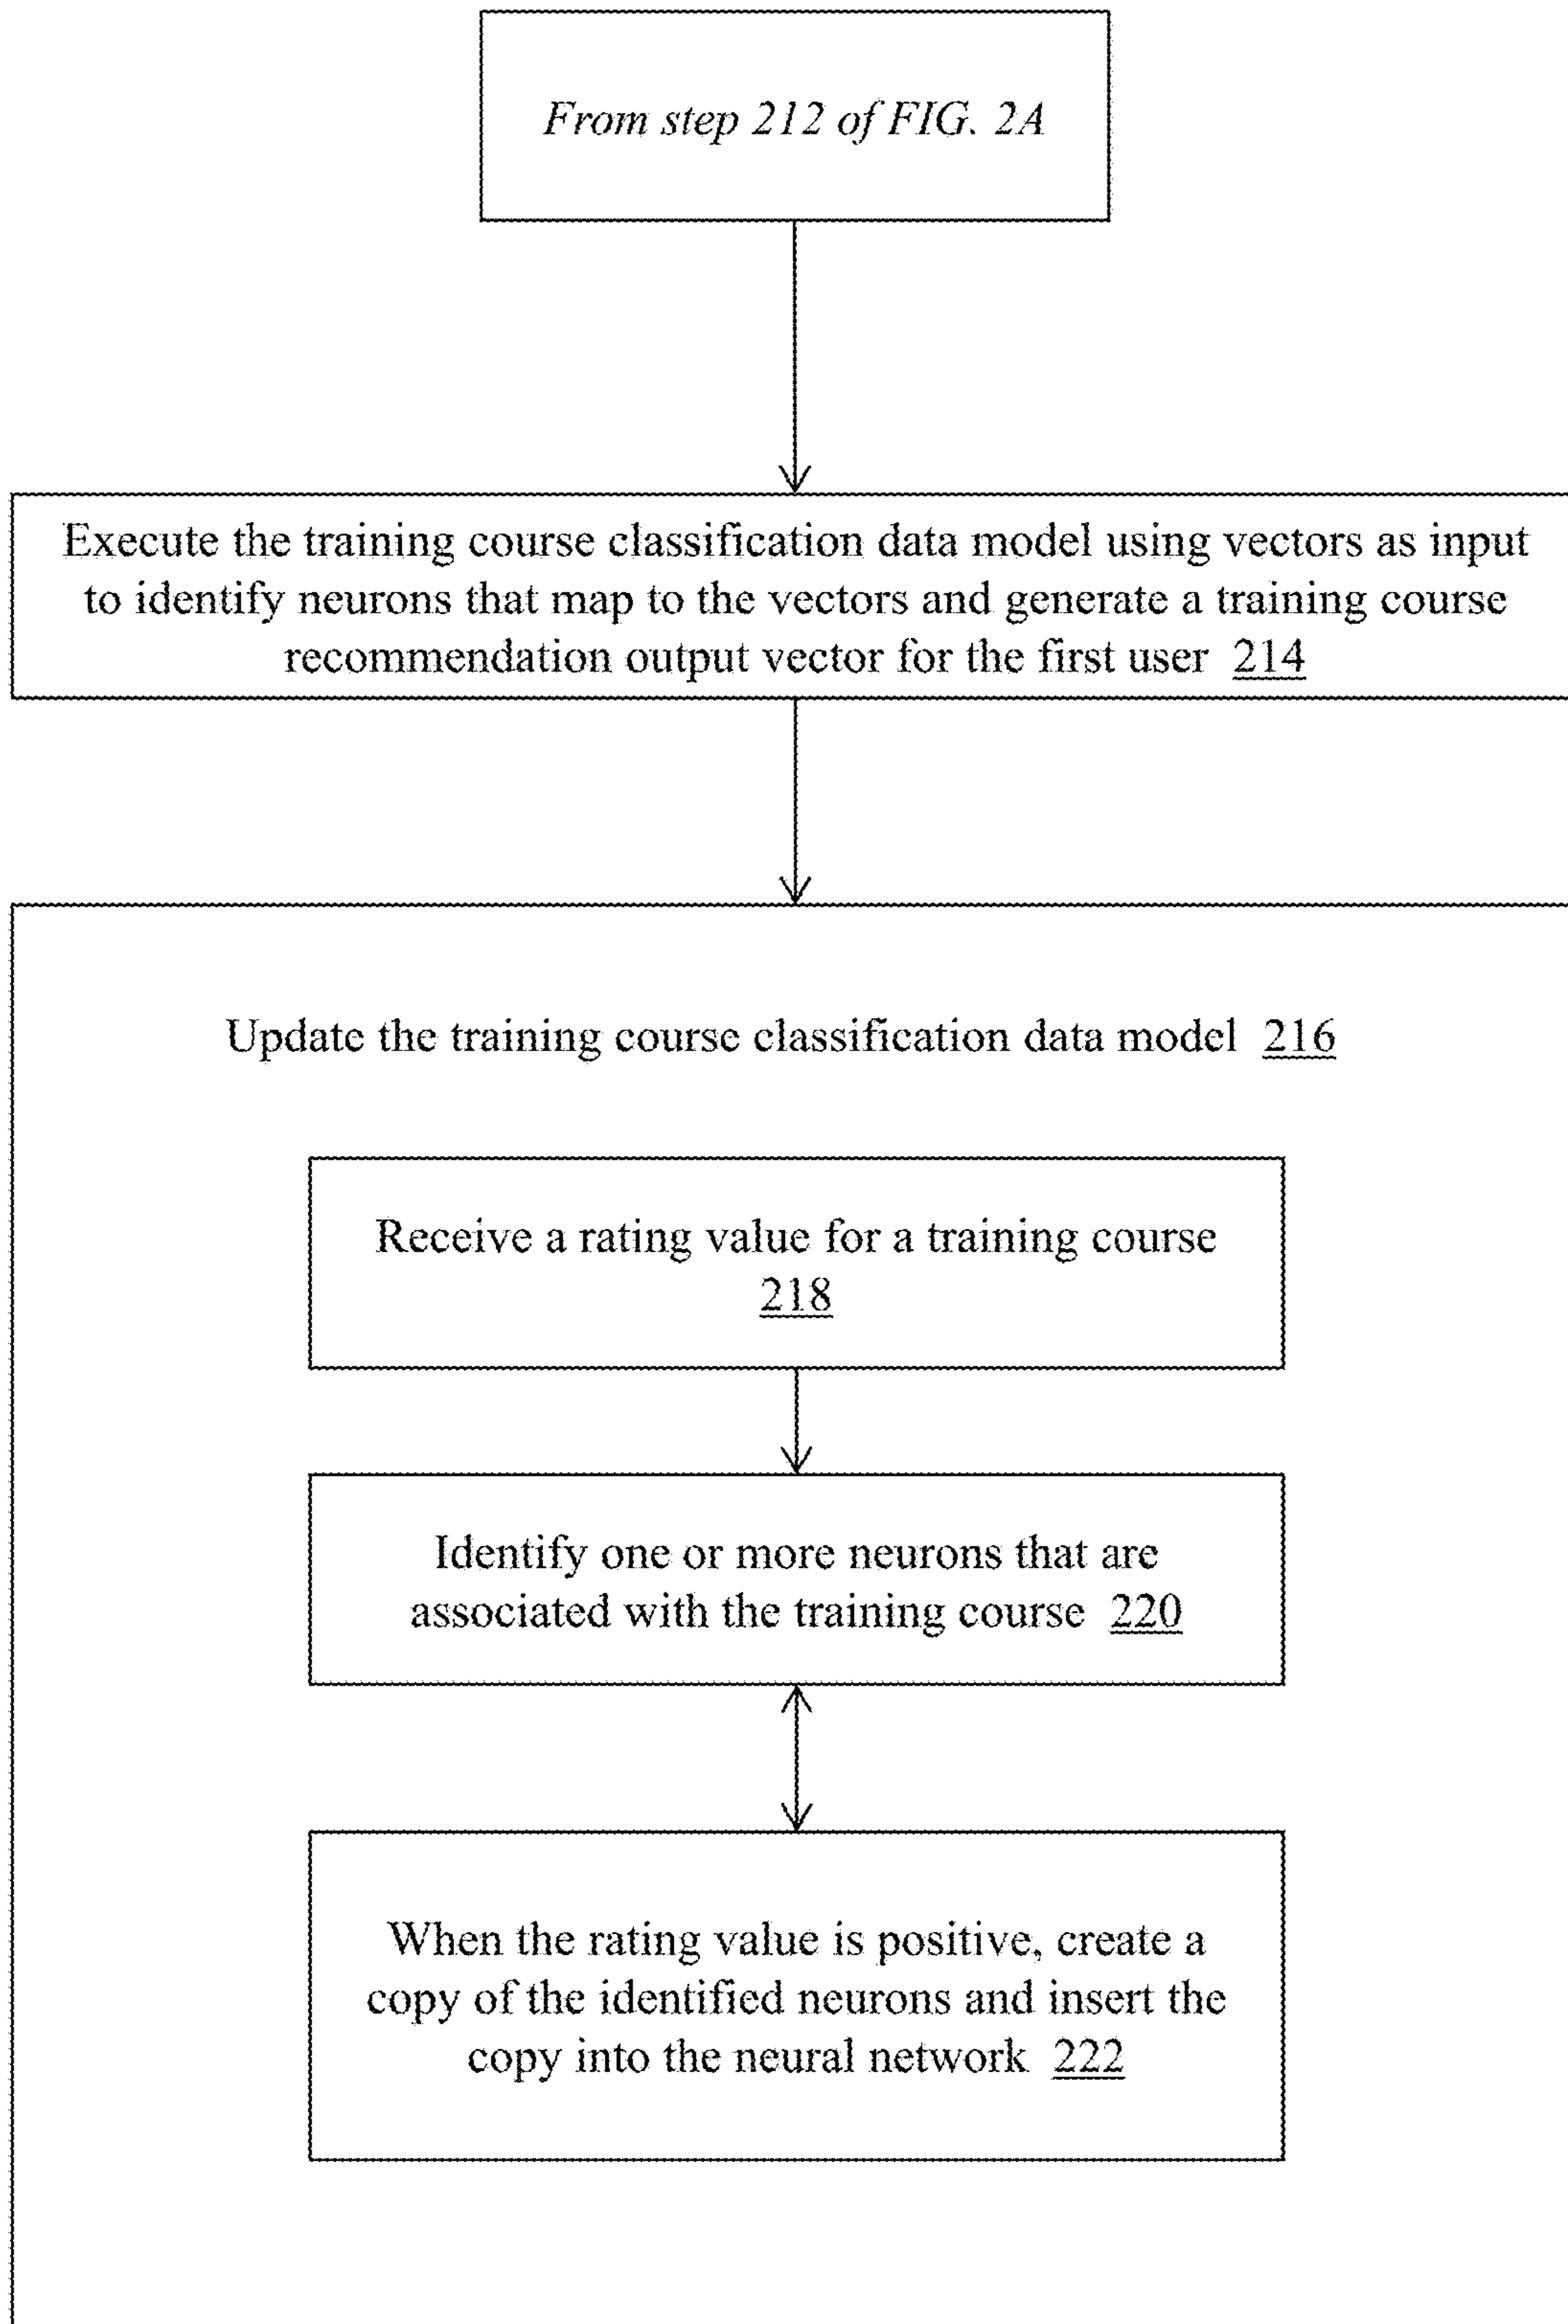 From step 212 of FIG. 2A
Execute the training course classification data model using vectors as input
to identify neurons that map to the vectors and generate a training course
recommendation output vector for the first user 214
Update the training course classification data model 216
Receive a rating value for a training course
218
Identify one or more neurons that are
associated with the training course 220
When the rating value is positive, create a
copy of the identified neurons and insert the
copy into the neural network 222